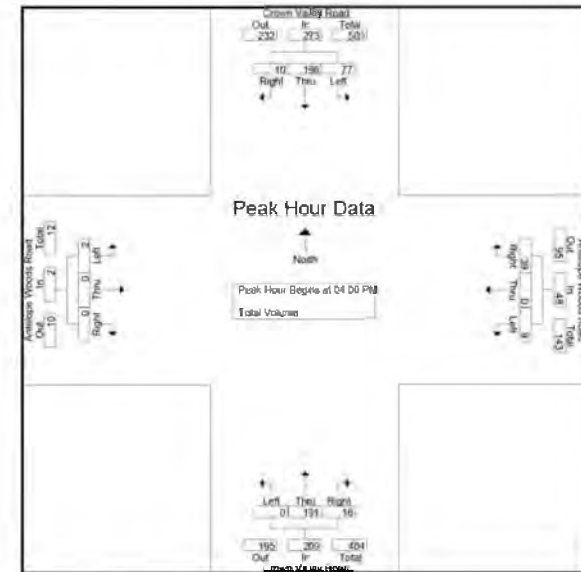 Crown Valley Road
Out In Total
232 273 505
10 186 77
Right Thru Left
Peak Hour Data
North
Peak Hour Begins at 04:00 PM
Total Volume
Antelope Woods Road
Out In Total
10 2 12
0 0 2
Right Thru Left
Out In Total
95 48 143
39 0 9
Right Thru Left
Left Thru Right
0 191 18
195 209 404
Out In Total
Crown Valley Road